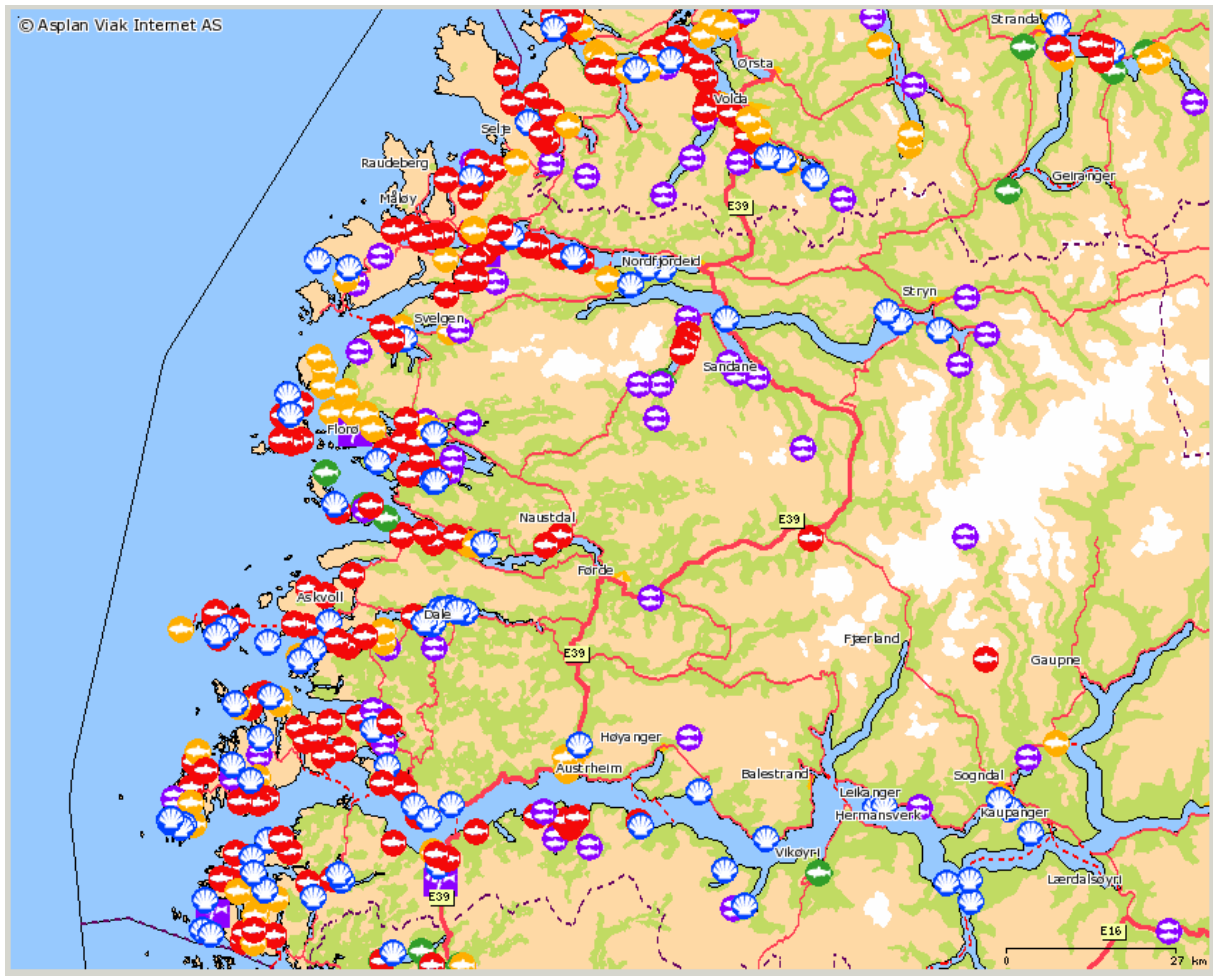 © Asplan Viak Internet AS
Stranda
Ørsta
Volda
Selje
Raudeberg
Geiranger
Måløy
E39
Nordfjordeid
Stryn
Svelgen
Sandane
Florø
Naustdal
E39
Førde
Askvoll
Dale
Fjærland
E39
Gaupne
Høyanger
Austrheim
Balestrand
Sogndal
Leikanger
Hermansverk
Kaupanger
Vikøyri
Lærdalsøyri
E39
E16
0 27 km